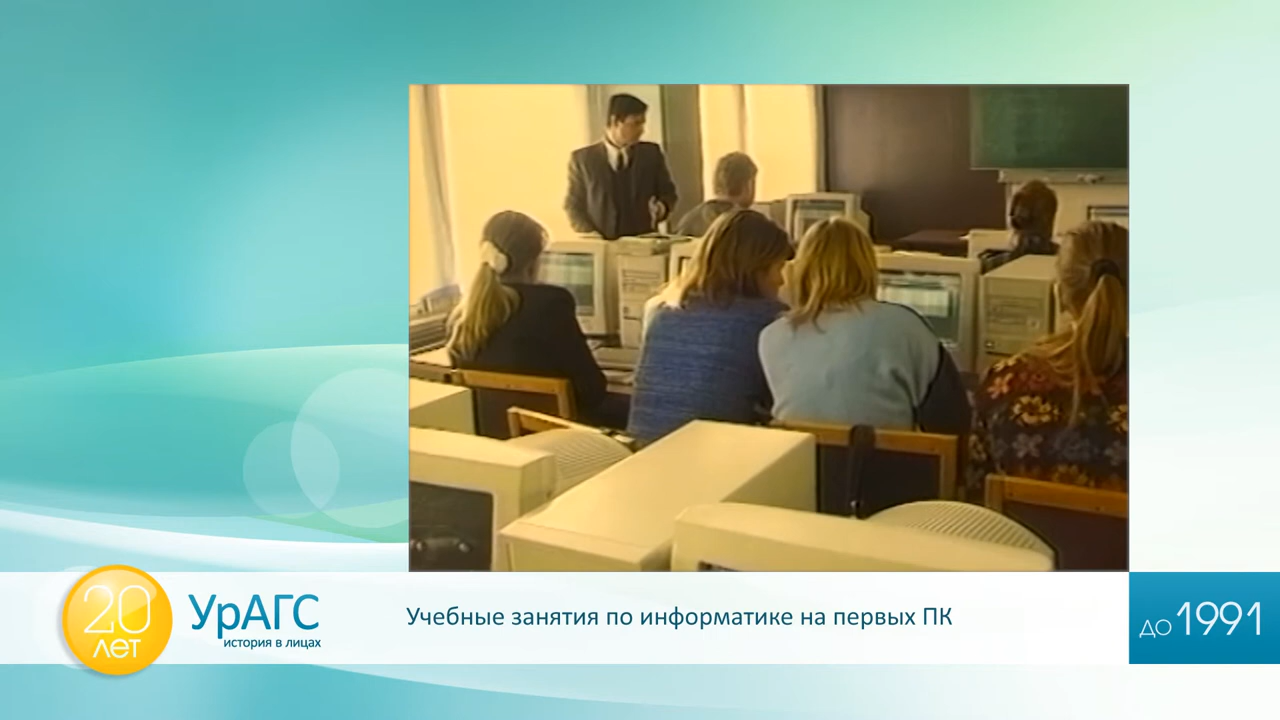 20
лет
УрАГС
история в лицах
Учебные занятия по информатике на первых ПК
до 1991